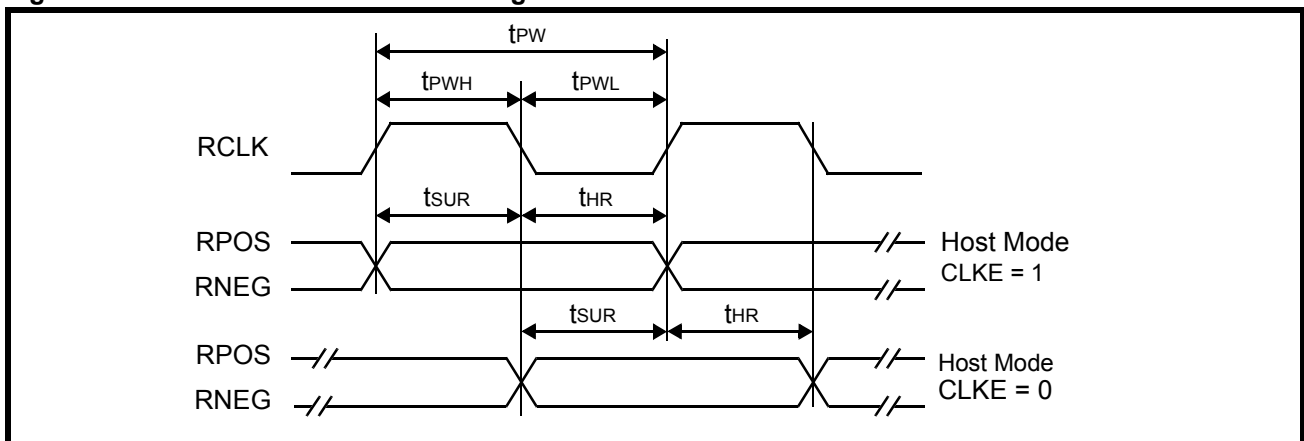 tPW
tPWH tPWL
RCLK
tSUR tHR
RPOS
RNEG
Host Mode
CLKE = 1
tSUR tHR
RPOS
RNEG
Host Mode
CLKE = 0